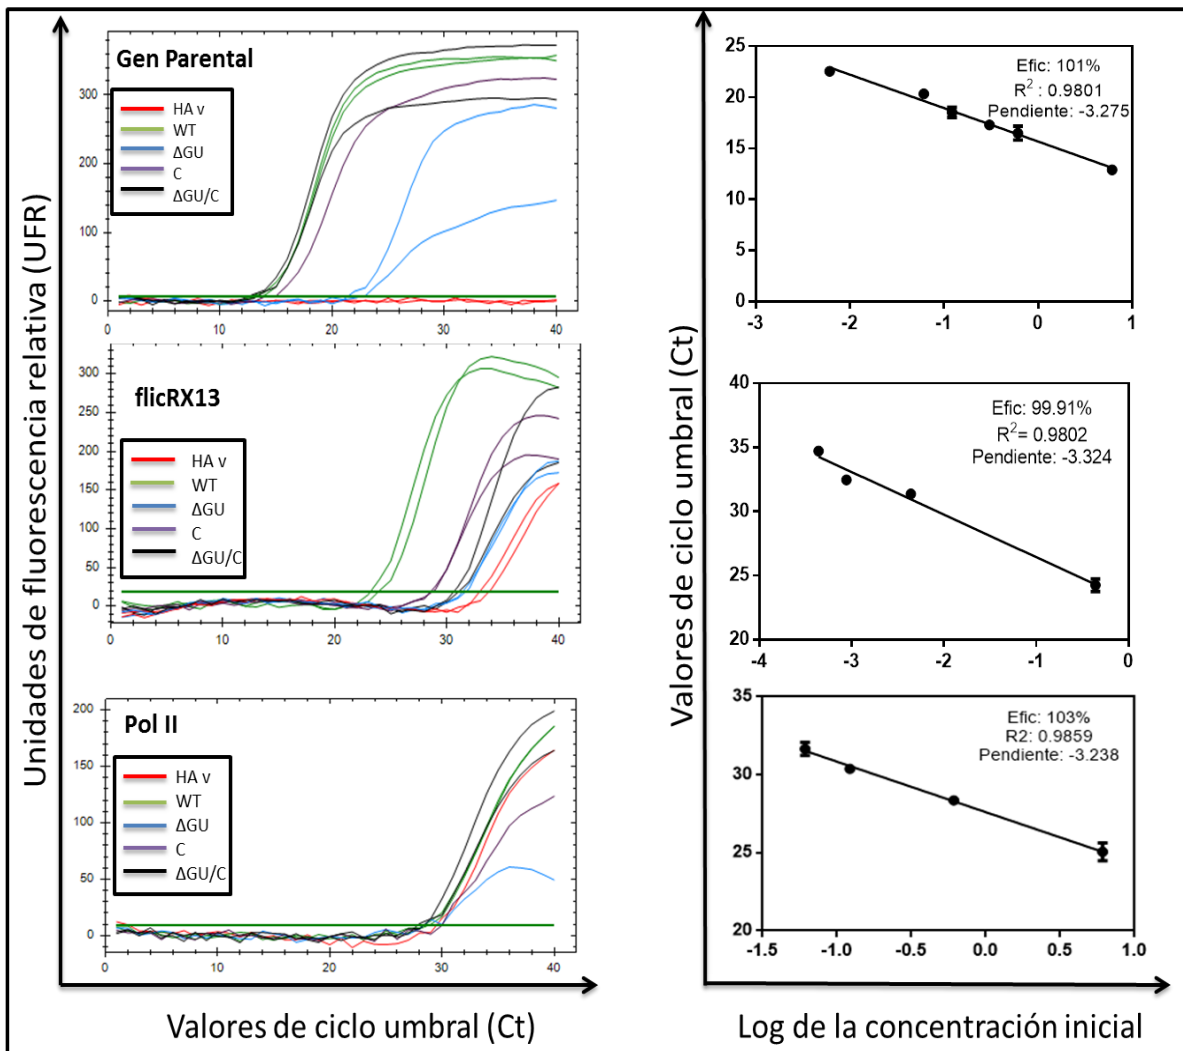 Unidades de fluorescencia relativa (UFR)
Gen Parental
HA v
WT
ΔGU
C
ΔGU/C
300
200
100
0
0
10
20
30
40
flicRX13
HA v
WT
ΔGU
C
ΔGU/C
300
250
200
150
100
50
0
0
10
20
30
40
Pol II
HA v
WT
ΔGU
C
ΔGU/C
200
150
100
50
0
0
10
20
30
40
Valores de ciclo umbral (Ct)
Valores de ciclo umbral (Ct)
25
20
15
10
5
0
Efic: 101%
R2 : 0.9801
Pendiente: -3.275
-3
-2
-1
0
1
40
35
30
25
20
Efic: 99.91%
R2= 0.9802
Pendiente: -3.324
-4
-3
-2
-1
0
35
30
25
20
Efic: 103%
R2: 0.9859
Pendiente: -3.238
-1.5
-1.0
-0.5
0.0
0.5
1.0
Log de la concentración inicial